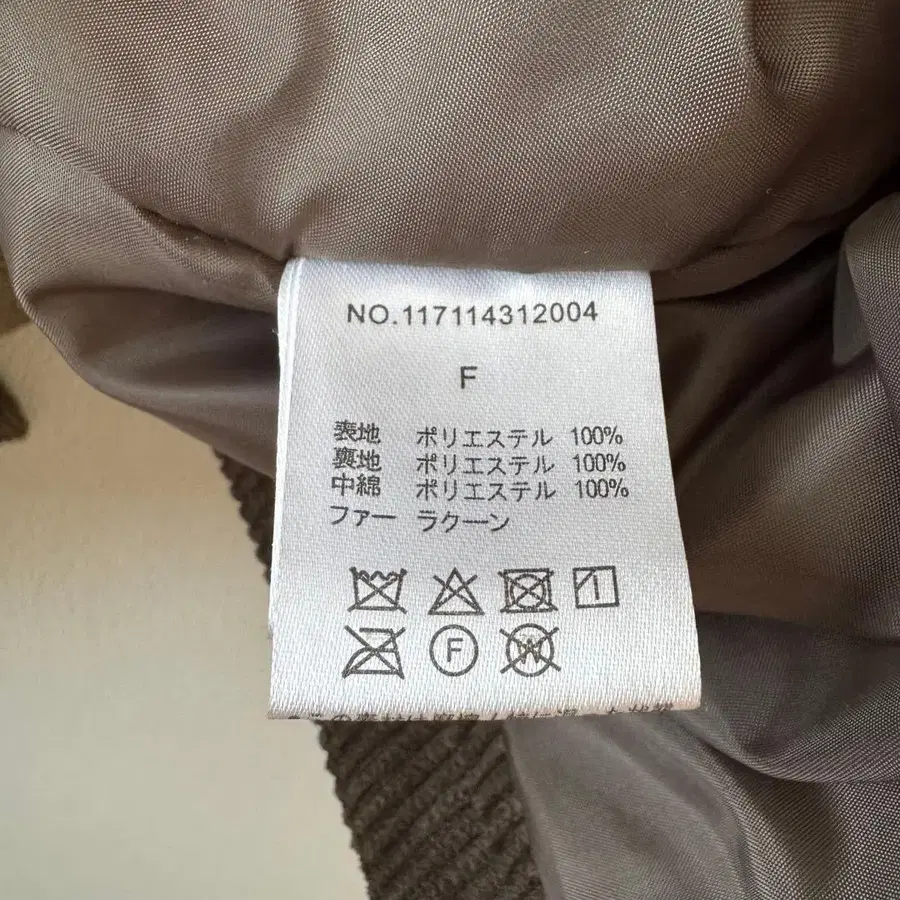 NO.117114312004
F
表地 ポリエステル 100%
裏地 ポリエステル 100%
中綿 ポリエステル 100%
ファー ラクーン
F
W